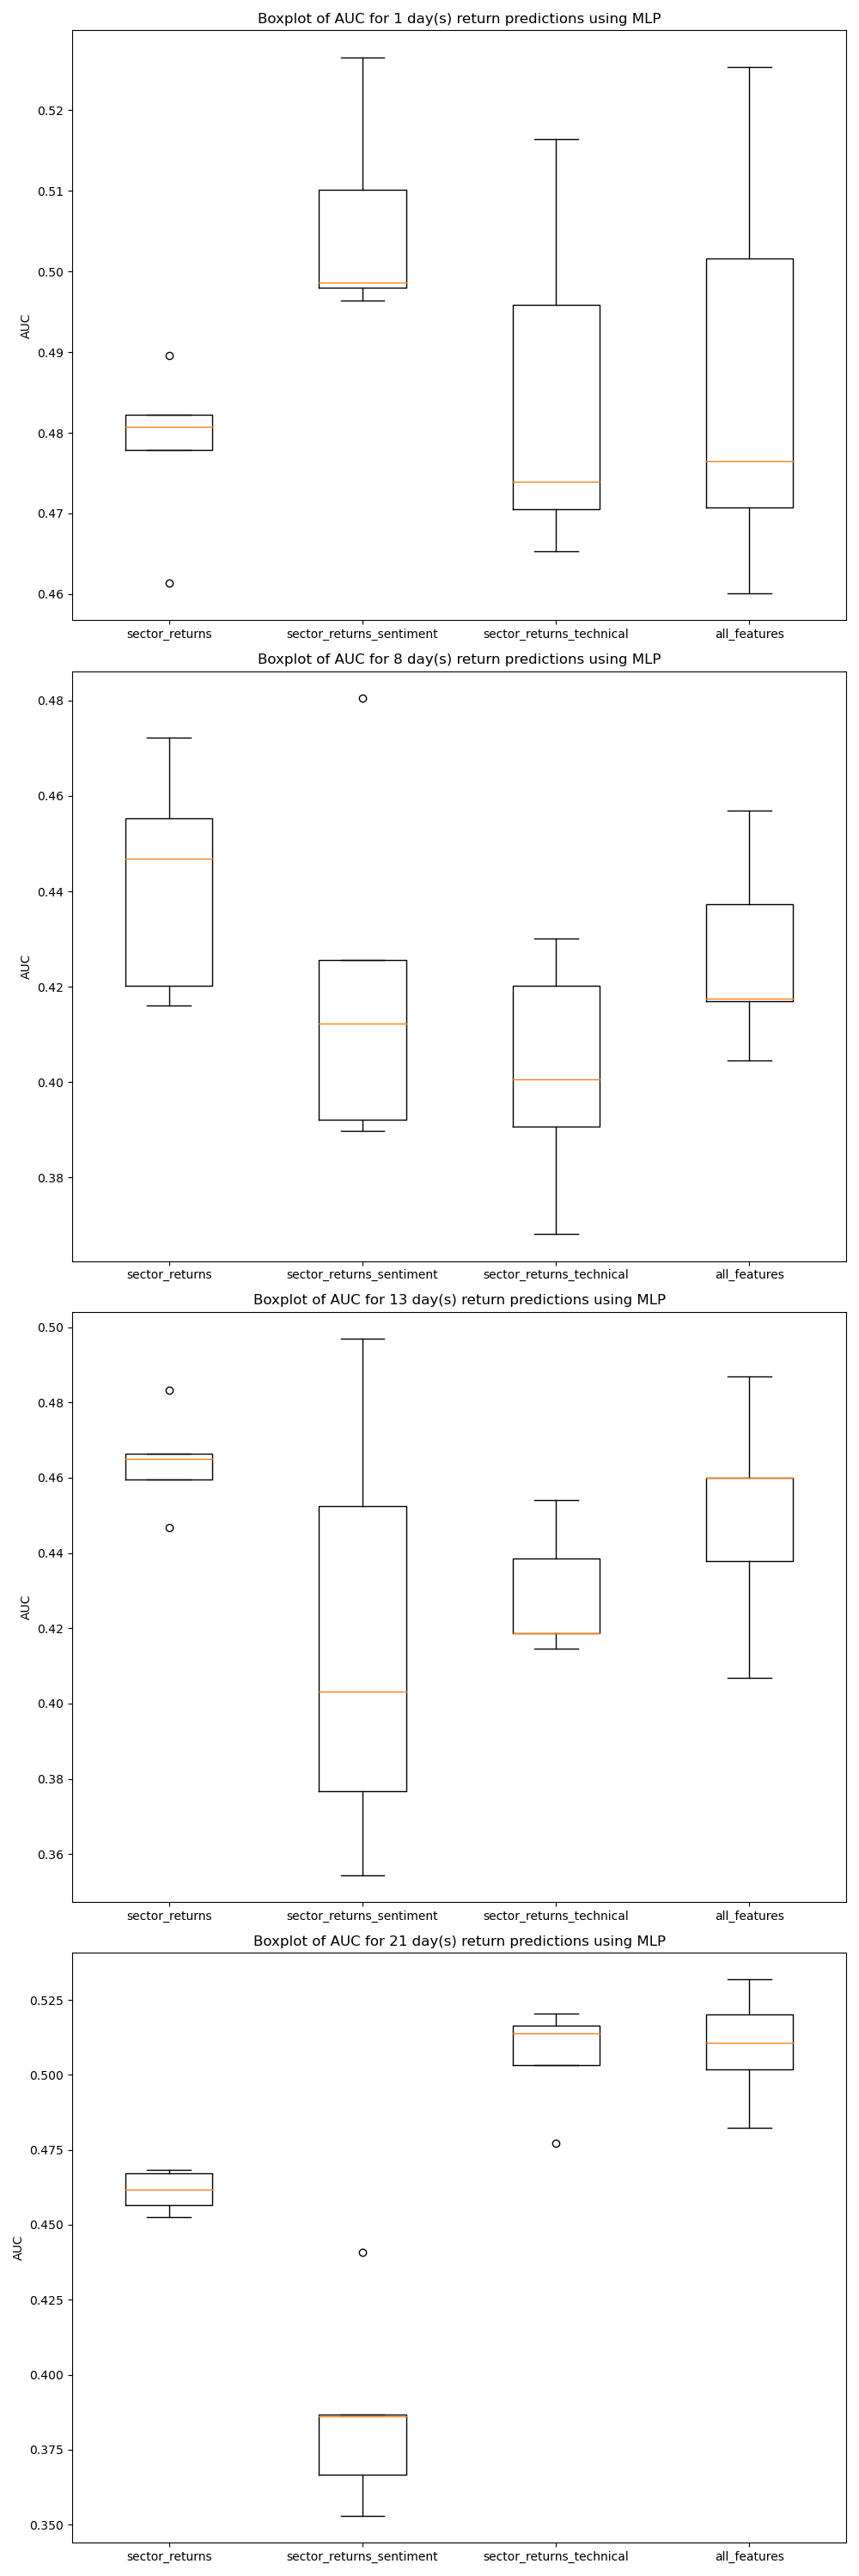 Boxplot of AUC for 1 day(s) return predictions using MLP
0.52
0.51
0.50
0.49
0.48
0.47
0.46
AUC
sector_returns sector_returns_sentiment sector_returns_technical all_features
Boxplot of AUC for 8 day(s) return predictions using MLP
0.48
0.46
0.44
0.42
0.40
0.38
AUC
sector_returns sector_returns_sentiment sector_returns_technical all_features
Boxplot of AUC for 13 day(s) return predictions using MLP
0.50
0.48
0.46
0.44
0.42
0.40
0.38
0.36
AUC
sector_returns sector_returns_sentiment sector_returns_technical all_features
Boxplot of AUC for 21 day(s) return predictions using MLP
0.525
0.500
0.475
0.450
0.425
0.400
0.375
0.350
AUC
sector_returns sector_returns_sentiment sector_returns_technical all_features